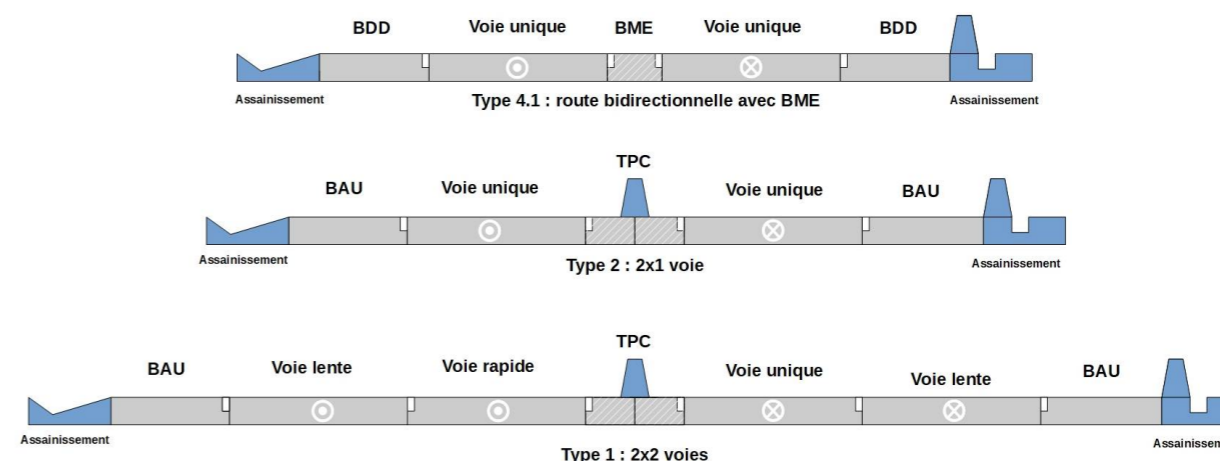 BDD Voie unique BME Voie unique BDD
Assainissement Type 4.1 : route bidirectionnelle avec BME Assainissement
TPC
BAU Voie unique Voie unique BAU
Assainissement Type 2 : 2x1 voie Assainissement
TPC
BAU Voie lente Voie rapide Voie unique Voie lente BAU
Assainissement Type 1 : 2x2 voies Assainissem